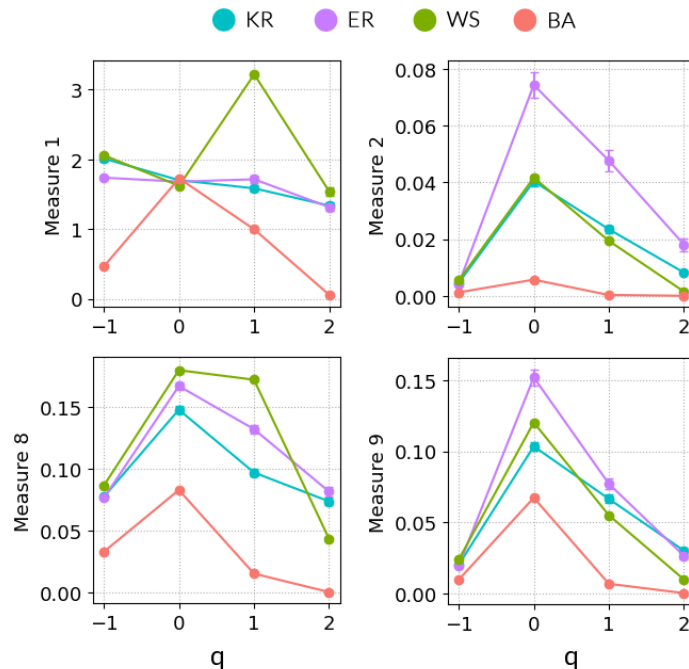 KR ER WS BA
Measure 1
3
2
1
0
−1 0 1 2
Measure 2
0.08
0.06
0.04
0.02
0.00
−1 0 1 2
Measure 8
0.15
0.10
0.05
0.00
−1 0 1 2
q
Measure 9
0.15
0.10
0.05
0.00
−1 0 1 2
q